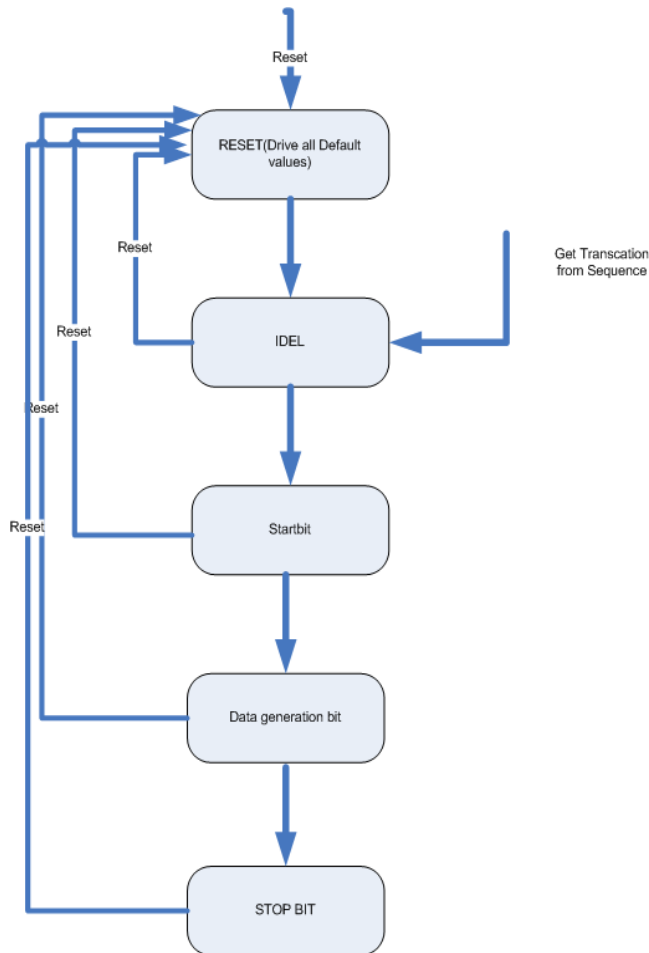 Reset
RESET(Drive all Default
values)
Reset
Get Transcation
from Sequence
Reset
IDEL
Reset
Reset
Startbit
Data generation bit
STOP BIT